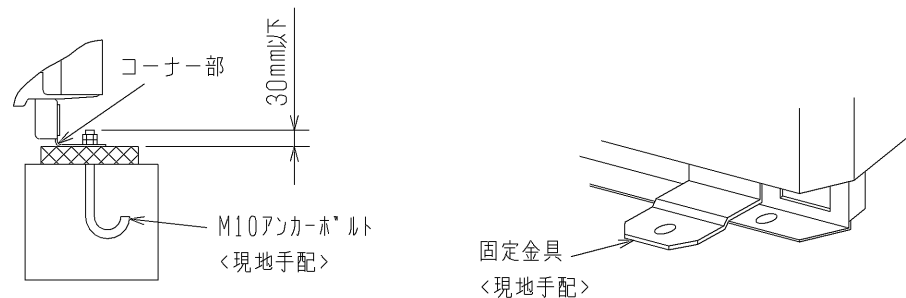 コーナー部
30mm以下
M10アンカーボルト
<現地手配>
固定金具
<現地手配>